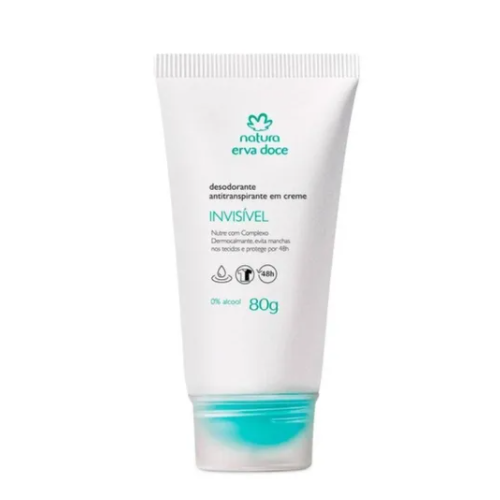 natura
erva doce
desodorante
antitranspirante em creme
INVISÍVEL
Nutre com Complexo
Dermocalmante, evita manchas
nos tecidos e protege por 48h
48h
0% alcool 80g